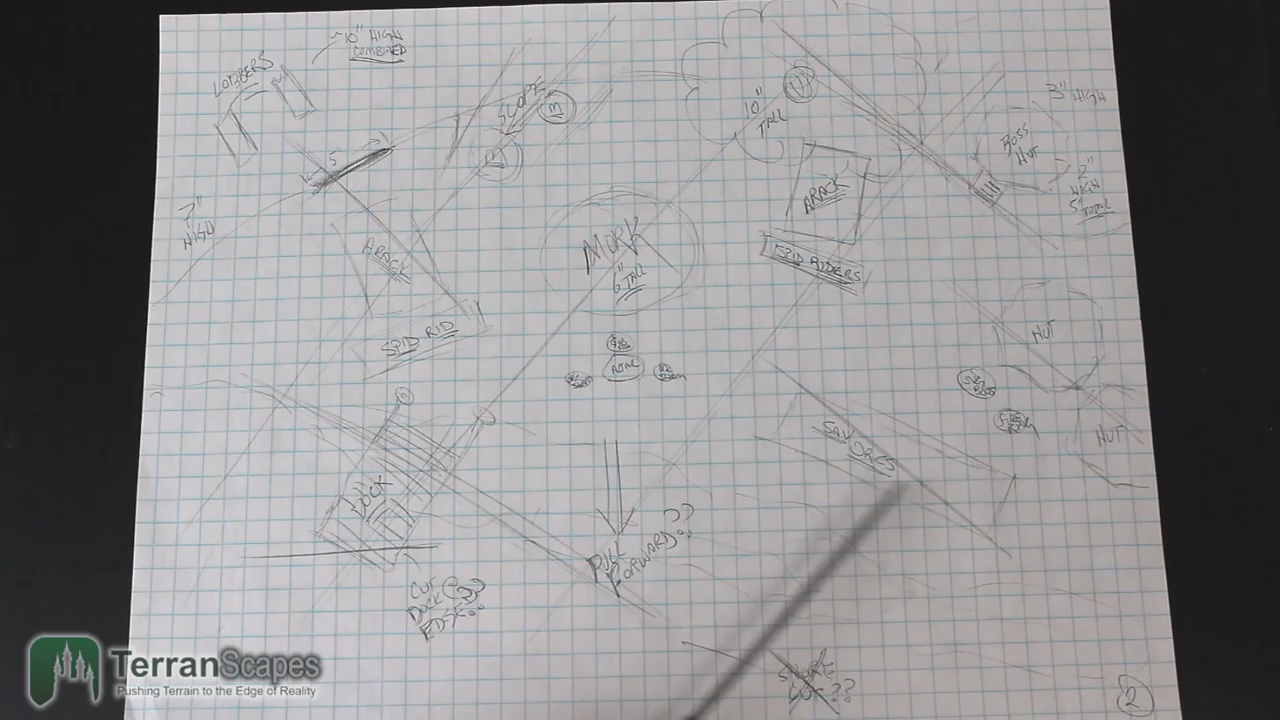 LOBBERS
~10" HIGH
COMBINED
SLOPE
3
10"
TALL
3" HIGH
BOSS
HUT
2"
HIGH
5" TOTAL
5"
?"
HIGH
ARACK
ARACK
SPID RIDERS
MORK
6" TALL
SPID RID
HUT
HUT
SAV ORCS
DOCK
PULL
FORWARD??
CUT
DOCK @
EDGE??
2
TerranScapes
Pushing Terrain to the Edge of Reality